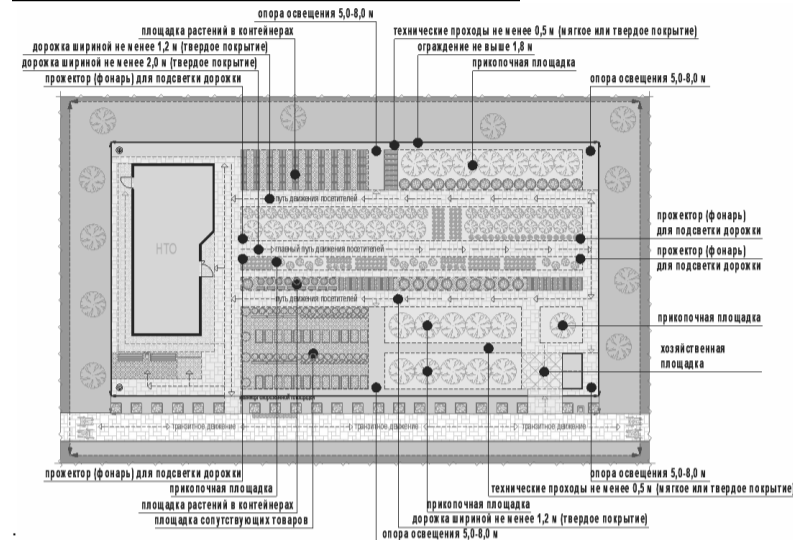 опора освещения 5,0-8,0 м
площадка растений в контейнерах
технические проходы не менее 0,5м (мягкое или твердое покрытие)
дорожка шириной не менее 1,2 м (твердое покрытие)
ограждение не выше 1,8 м
дорожка шириной не менее 2,0 м (твердое покрытие)
прикопочная площадка
прожектор (фонарь) для подсветки дорожки
опора освещения 5,0-8,0 м
путь движения посетителей
НТО
главный путь движения посетителей
прожектор (фонарь)
для подсветки дорожки
прожектор (фонарь)
для подсветки дорожки
путь движения посетителей
прикопочная площадка
хозяйственная
площадка
транзитное движение
транзитное движение
транзитное движение
прожектор (фонарь) для подсветки дорожки
опора освещения 5,0-8,0 м
прикопочная площадка
технические проходы не менее 0,5м (мягкое или твердое покрытие)
площадка растений в контейнерах
прикопочная площадка
площадка сопутствующих товаров
дорожка шириной не менее 1,2 м (твердое покрытие)
опора освещения 5,0-8,0 м